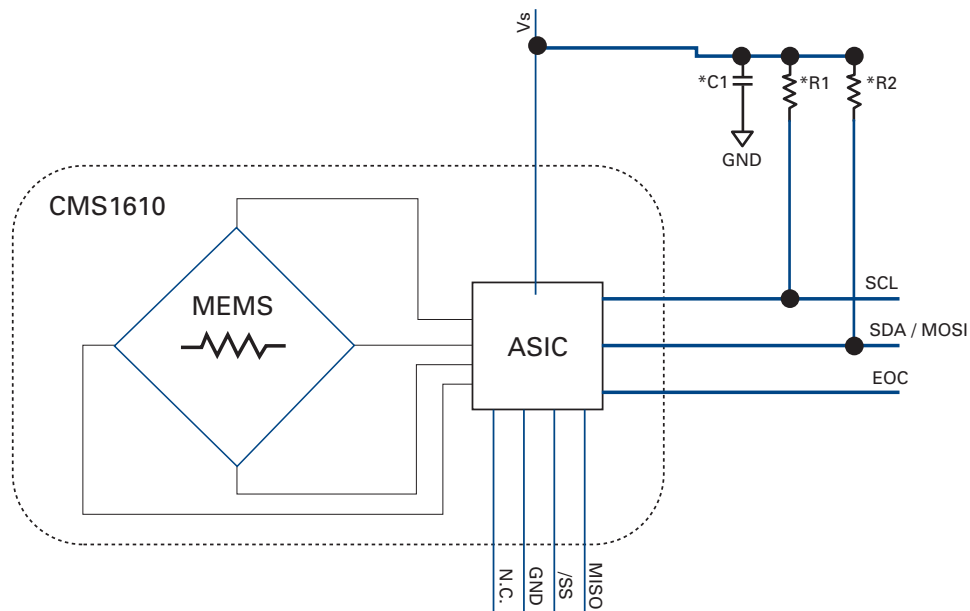 Vs
*C1
*R1
*R2
GND
CMS1610
MEMS
ASIC
SCL
SDA / MOSI
EOC
N.C.
GND
/SS
MISO